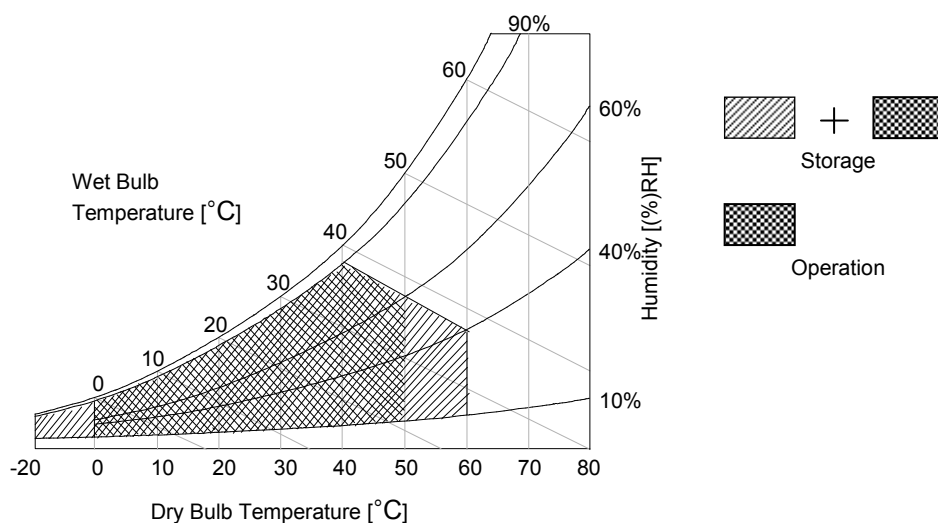 90%
60
60%
50
Wet Bulb
Temperature [°C]
40
40%
30
20
10
0
10%
Humidity [(%)RH]
-20 0 10 20 30 40 50 60 70 80
Dry Bulb Temperature [°C]
+
Storage
Operation